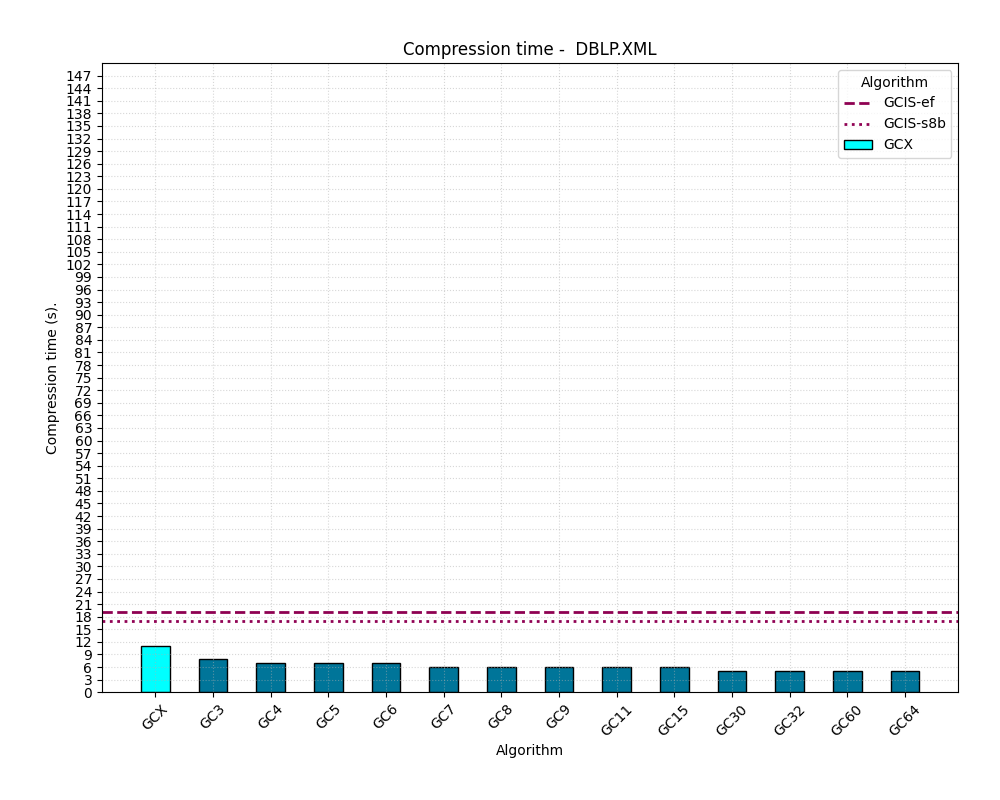 Compression time -  DBLP.XML
Algorithm
GCIS-ef
GCIS-s8b
GCX
147
144
141
138
135
132
129
126
123
120
117
114
111
108
105
102
99
96
93
90
87
84
81
78
75
72
69
66
63
60
57
54
51
48
45
42
39
36
33
30
27
24
21
18
15
12
9
6
3
0
Compression time (s).
GCX
GC3
GC4
GC5
GC6
GC7
GC8
GC9
GC11
GC15
GC30
GC32
GC60
GC64
Algorithm